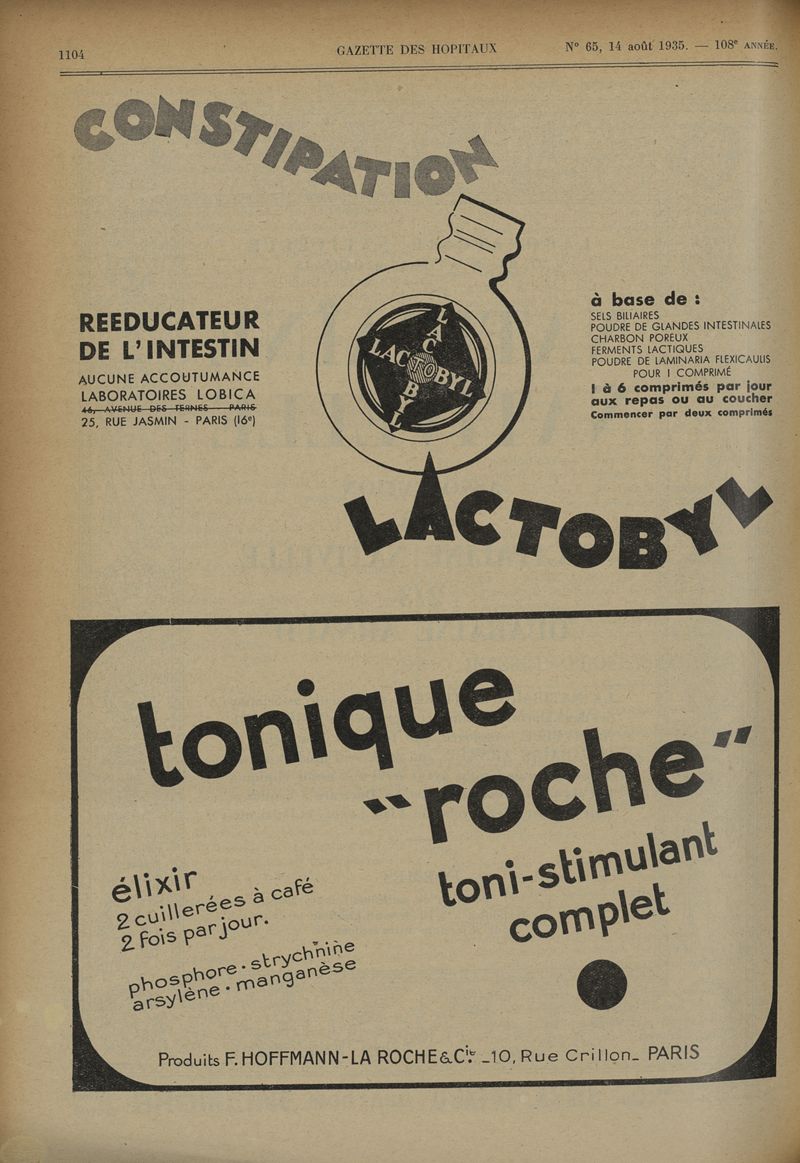 1104
GAZETTE DES HOPITAUX
N° 65, 14 août 1935. — 108e ANNÉE.
CONSTIPATION
LACTOBYL
LACTOBYL
REEDUCATEUR
DE L'INTESTIN
AUCUNE ACCOUTUMANCE
LABORATOIRES LOBICA
46, AVENUE DES TERNES - PARIS
25, RUE JASMIN - PARIS (16e)
à base de :
SELS BILIAIRES
POUDRE DE GLANDES INTESTINALES
CHARBON POREUX
FERMENTS LACTIQUES
POUDRE DE LAMINARIA FLEXICAULIS
POUR 1 COMPRIMÉ
1 à 6 comprimés par jour
aux repas ou au coucher
Commencer par deux comprimés
LACTOBYL
tonique
"roche"
toni-stimulant
complet
élixir
2 cuillerées à café
2 fois par jour.
phosphore · strychnine
arsylène · manganèse
Produits F. HOFFMANN-LA ROCHE & Cie _10, Rue Crillon_ PARIS